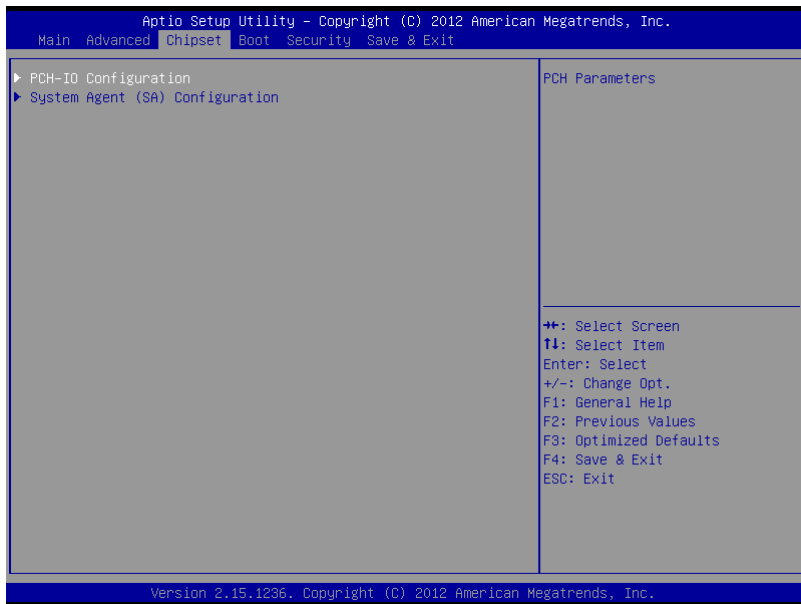 Aptio Setup Utility – Copyright (C) 2012 American Megatrends, Inc.
Main Advanced Chipset Boot Security Save & Exit
▶ PCH-IO Configuration
▶ System Agent (SA) Configuration
PCH Parameters
→←: Select Screen
↑↓: Select Item
Enter: Select
+/-: Change Opt.
F1: General Help
F2: Previous Values
F3: Optimized Defaults
F4: Save & Exit
ESC: Exit
Version 2.15.1236. Copyright (C) 2012 American Megatrends, Inc.